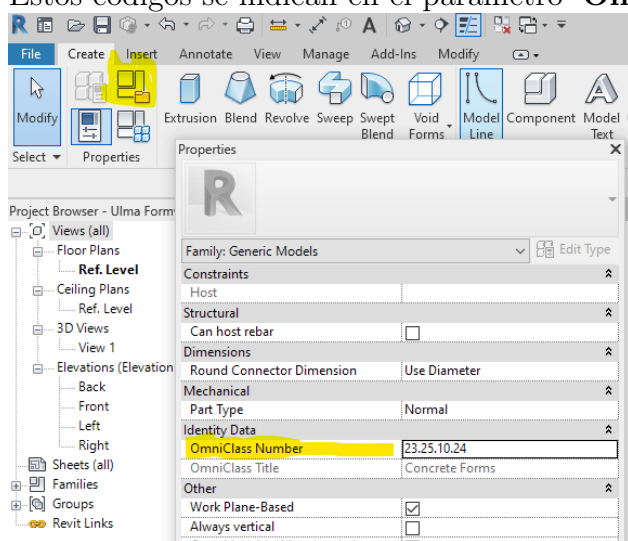 Estos códigos se indican en el parámetro
File Create Insert Annotate View Manage Add-Ins Modify
Modify
Extrusion Blend Revolve Sweep Swept Blend Void Forms Model Line Component Model Text
Select Properties
Properties
Family: Generic Models Edit Type
Constraints
Host
Structural
Can host rebar
Dimensions
Round Connector Dimension Use Diameter
Mechanical
Part Type Normal
Identity Data
OmniClass Number 23.25.10.24
OmniClass Title Concrete Forms
Other
Work Plane-Based
Always vertical
Project Browser - Ulma Form
Views (all)
Floor Plans
Ref. Level
Ceiling Plans
Ref. Level
3D Views
View 1
Elevations (Elevation
Back
Front
Left
Right
Sheets (all)
Families
Groups
Revit Links